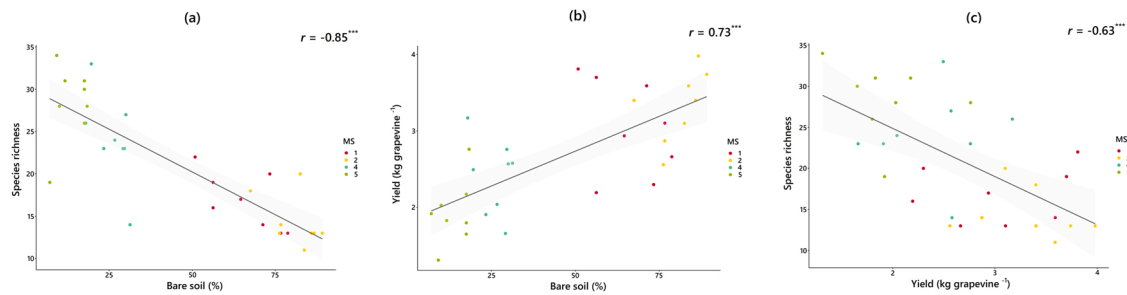 (a)
r = -0.85***
Species richness
35
30
25
20
15
10
25
50
75
Bare soil (%)
MS
1
2
4
5
(b)
r = 0.73***
Yield (kg grapevine ⁻¹)
4
3
2
25
50
75
Bare soil (%)
MS
1
2
4
5
(c)
r = -0.63***
Species richness
35
30
25
20
15
10
2
3
4
Yield (kg grapevine ⁻¹)
MS